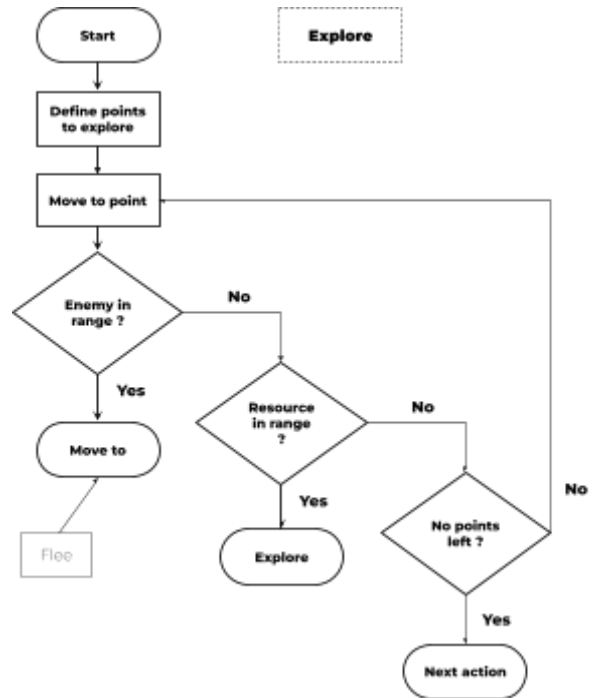 Start
Explore
Define points
to explore
Move to point
Enemy in
range ?
No
Yes
Resource
in range
?
No
Move to
Yes
No points
left ?
No
Flee
Explore
Yes
Next action